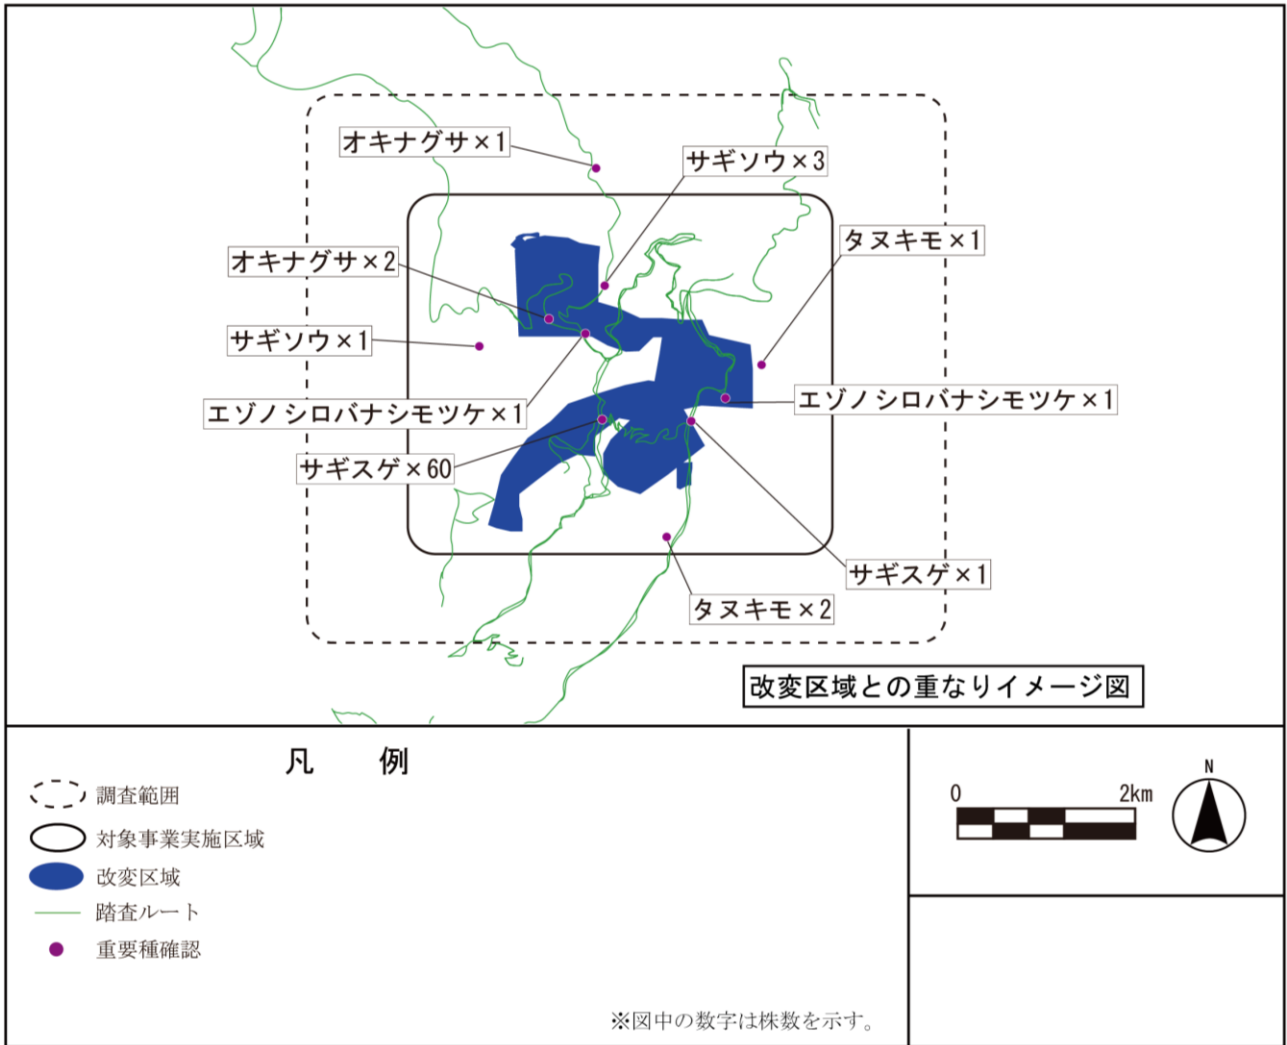 オキナグサ×1
サギソウ×3
タヌキモ×1
オキナグサ×2
サギソウ×1
エゾノシロバナシモツケ×1
エゾノシロバナシモツケ×1
サギスゲ×60
サギスゲ×1
タヌキモ×2
改変区域との重なりイメージ図
凡 例
調査範囲
対象事業実施区域
改変区域
踏査ルート
重要種確認
※図中の数字は株数を示す。
0 2km
N